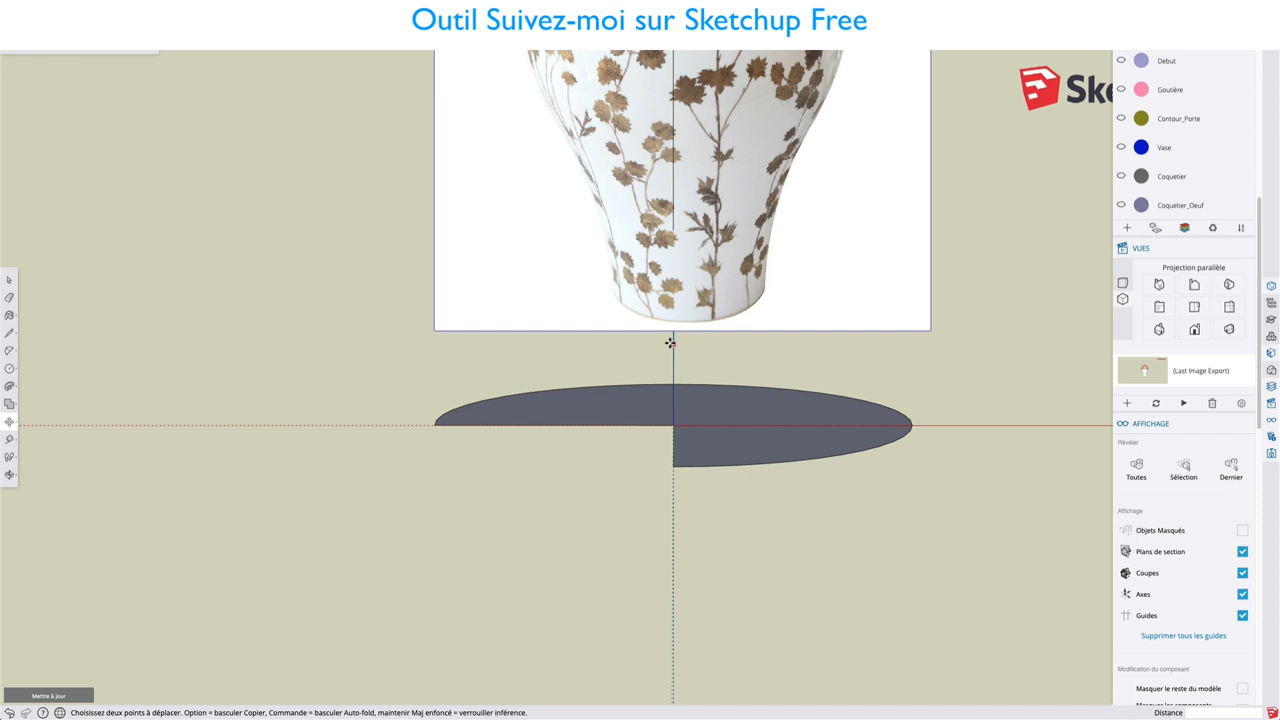 Outil Suivez-moi sur Sketchup Free
Ske
Debut
Goutière
Contour_Porte
Vase
Coquetier
Coquetier_Oeuf
VUES
Projection parallèle
(Last Image Export)
AFFICHAGE
Révéler
Toutes
Sélection
Dernier
Affichage
Objets Masqués
Plans de section
Coupes
Axes
Guides
Supprimer tous les guides
Modification du composant
Masquer le reste du modèle
Mettre à jour
Choisissez deux points à déplacer. Option = basculer Copier, Commande = basculer Auto-fold, maintenir Maj enfoncé = verrouiller inférence.
Distance